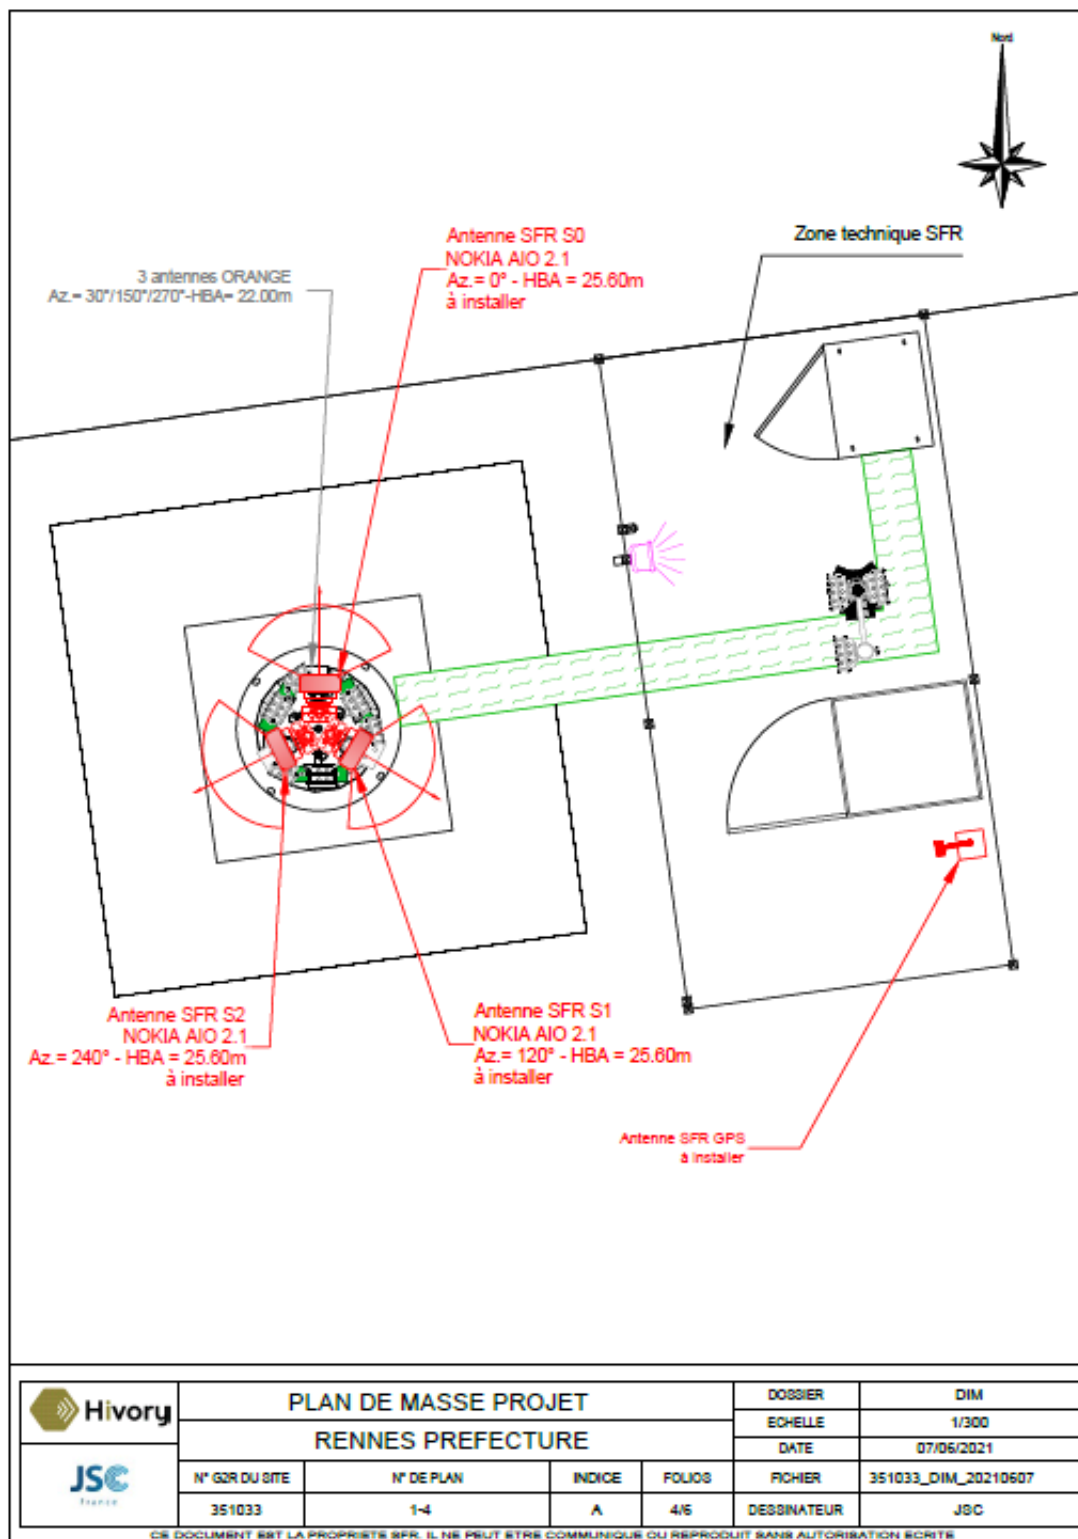 Nord
Antenne SFR S0
NOKIA AIO 2.1
Az.= 0° - HBA = 25.60m
à installer
Zone technique SFR
3 antennes ORANGE
Az.= 30°/150°/270°-HBA= 22.00m
Antenne SFR S2
NOKIA AIO 2.1
Az.= 240° - HBA = 25.60m
à installer
Antenne SFR S1
NOKIA AIO 2.1
Az.= 120° - HBA = 25.60m
à installer
Antenne SFR GPS
à installer
Hivory
JSC
france
PLAN DE MASSE PROJET
RENNES PREFECTURE
DOSSIER DIM
ECHELLE 1/300
DATE 07/06/2021
N° G2R DU SITE N° DE PLAN INDICE FOLIOS FICHIER 351033_DIM_20210607
351033 1-4 A 4/6 DESSINATEUR JSC
CE DOCUMENT EST LA PROPRIETE SFR. IL NE PEUT ETRE COMMUNIQUE OU REPRODUIT SANS AUTORISATION ECRITE